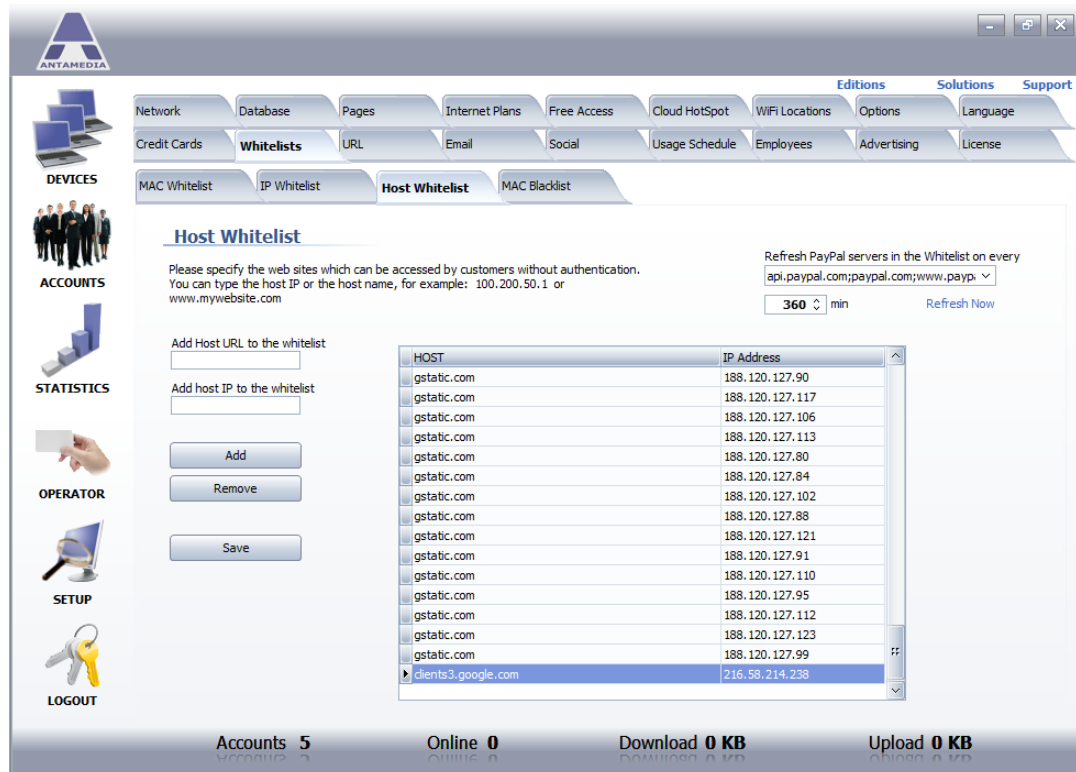 ANTAMEDIA
Editions Solutions Support
Network Database Pages Internet Plans Free Access Cloud HotSpot WiFi Locations Options Language
Credit Cards Whitelists URL Email Social Usage Schedule Employees Advertising License
MAC Whitelist IP Whitelist Host Whitelist MAC Blacklist
DEVICES
ACCOUNTS
STATISTICS
OPERATOR
SETUP
LOGOUT
Host Whitelist
Please specify the web sites which can be accessed by customers without authentication.
You can type the host IP or the host name, for example: 100.200.50.1 or
www.mywebsite.com
Refresh PayPal servers in the Whitelist on every
api.paypal.com;paypal.com;www.payp.
360 min Refresh Now
Add Host URL to the whitelist
Add host IP to the whitelist
Add
Remove
Save
HOST IP Address
gstatic.com 188.120.127.90
gstatic.com 188.120.127.117
gstatic.com 188.120.127.106
gstatic.com 188.120.127.113
gstatic.com 188.120.127.80
gstatic.com 188.120.127.84
gstatic.com 188.120.127.102
gstatic.com 188.120.127.88
gstatic.com 188.120.127.121
gstatic.com 188.120.127.91
gstatic.com 188.120.127.110
gstatic.com 188.120.127.95
gstatic.com 188.120.127.112
gstatic.com 188.120.127.123
gstatic.com 188.120.127.99
clients3.google.com 216.58.214.238
Accounts 5 Online 0 Download 0 KB Upload 0 KB